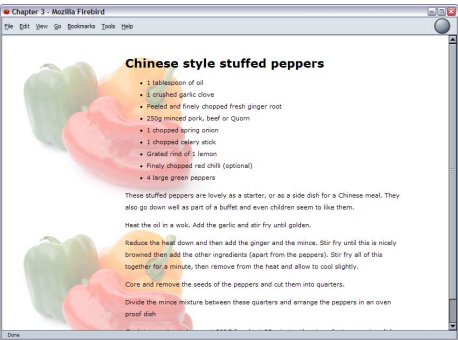 Chapter 3 - Mozilla Firebird
File Edit View Go Bookmarks Tools Help
Chinese style stuffed peppers
1 tablespoon of oil
1 crushed garlic clove
Peeled and finely chopped fresh ginger root
250g minced pork, beef or Quorn
1 chopped spring onion
1 chopped celery stick
Grated rind of 1 lemon
Finely chopped red chilli (optional)
4 large green peppers
These stuffed peppers are lovely as a starter, or as a side dish for a Chinese meal. They
also go down well as part of a buffet and even children seem to like them.
Heat the oil in a wok. Add the garlic and stir fry until golden.
Reduce the heat down and then add the ginger and the mince. Stir fry until this is nicely
browned then add the other ingredients (apart from the peppers). Stir fry all of this
together for a minute, then remove from the heat and allow to cool slightly.
Core and remove the seeds of the peppers and cut them into quarters.
Divide the mince mixture between these quarters and arrange the peppers in an oven
proof dish
Done